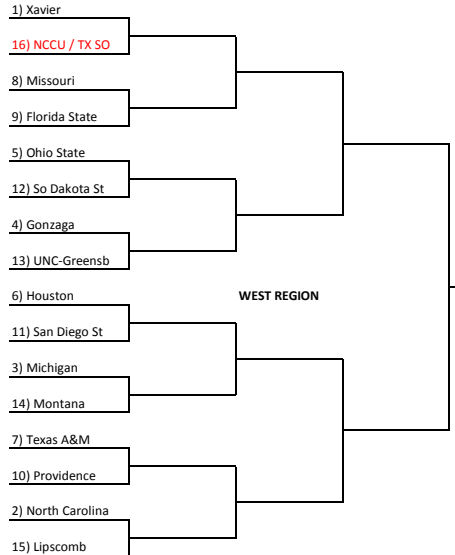 1) Xavier
16) NCCU / TX SO
8) Missouri
9) Florida State
5) Ohio State
12) So Dakota St
4) Gonzaga
13) UNC-Greensb
6) Houston
WEST REGION
11) San Diego St
3) Michigan
14) Montana
7) Texas A&M
10) Providence
2) North Carolina
15) Lipscomb